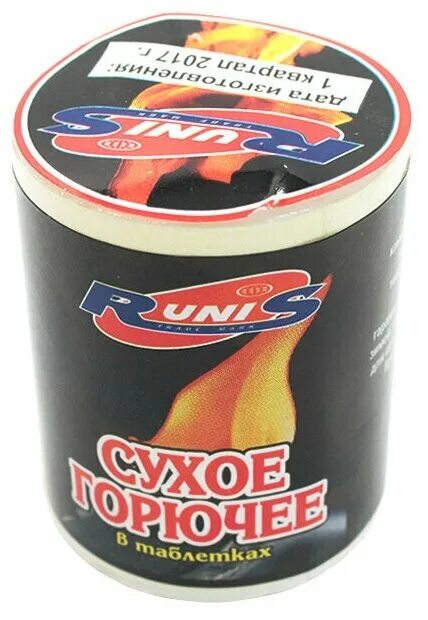 дата изготовления:
1 квартал 2017 г.
RUNIS
TRADE MARK
RUNIS
TRADE MARK
СУХОЕ
ГОРЮЧЕЕ
в таблетках